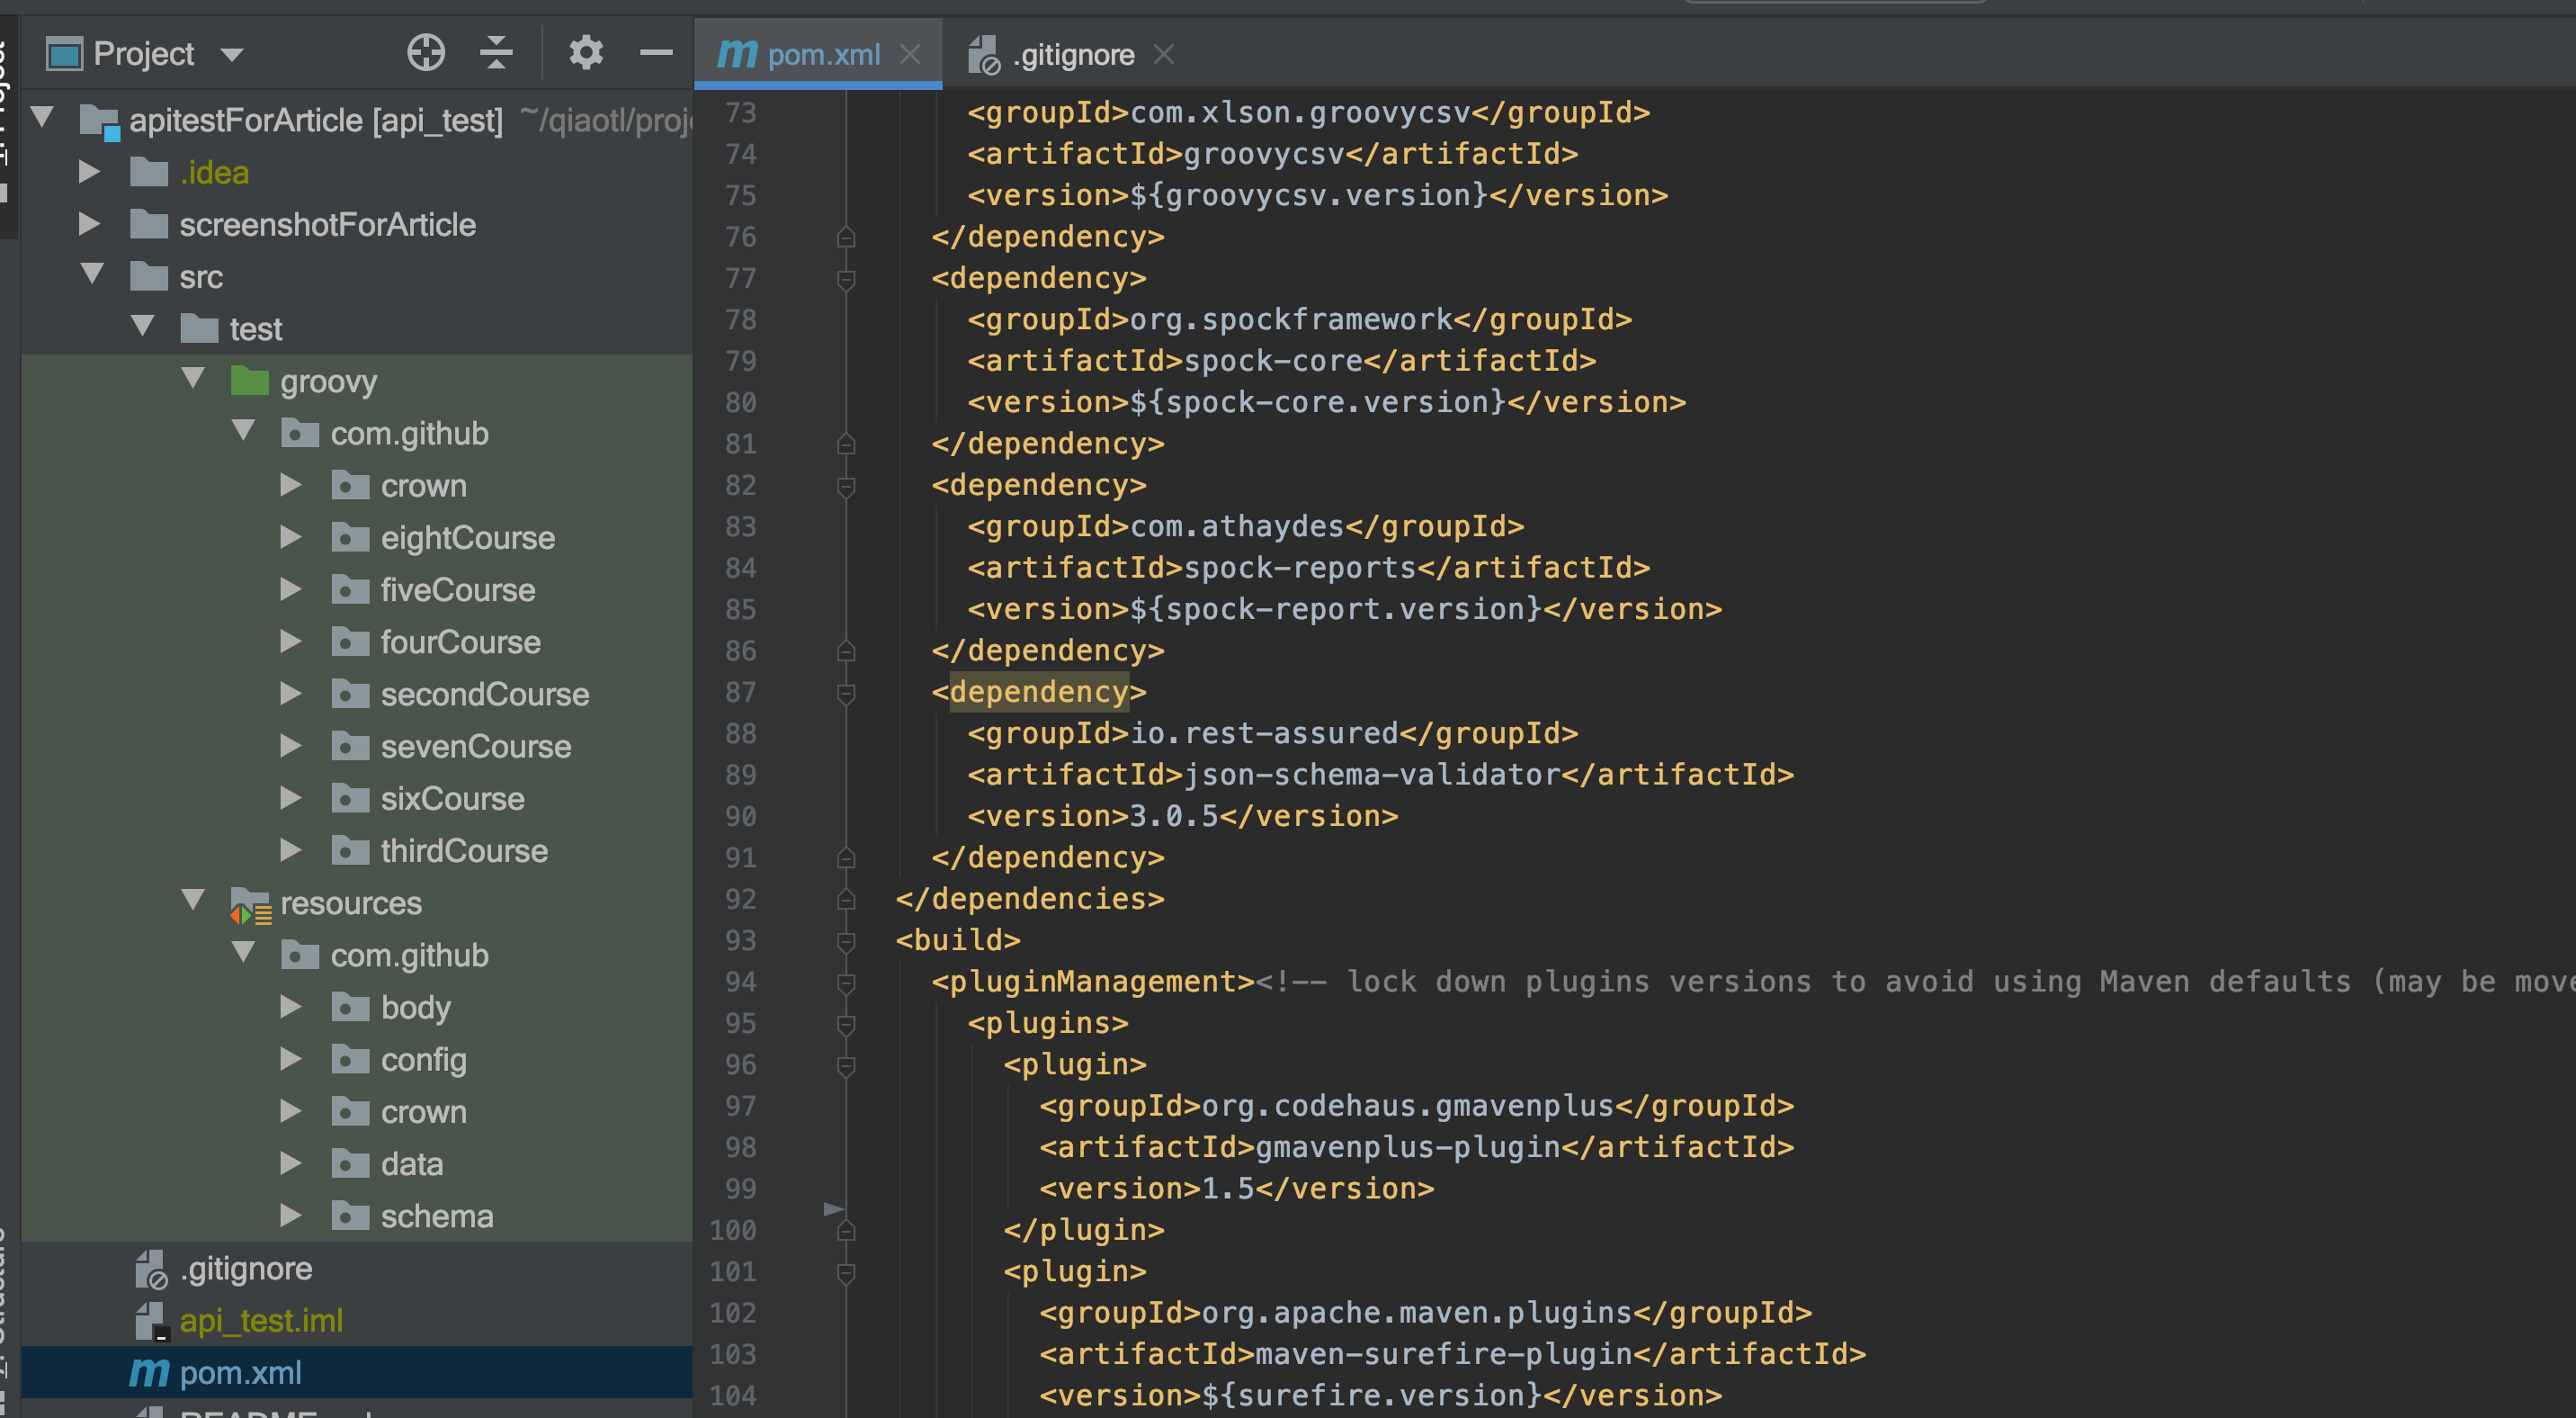 Project
apitestForArticle [api_test] ~/qiaotl/proj
.idea
screenshotForArticle
src
test
groovy
com.github
crown
eightCourse
fiveCourse
fourCourse
secondCourse
sevenCourse
sixCourse
thirdCourse
resources
com.github
body
config
crown
data
schema
.gitignore
api_test.iml
pom.xml
pom.xml
.gitignore
73 <groupId>com.xlson.groovycsv</groupId>
74 <artifactId>groovycsv</artifactId>
75 <version>${groovycsv.version}</version>
76 </dependency>
77 <dependency>
78 <groupId>org.spockframework</groupId>
79 <artifactId>spock-core</artifactId>
80 <version>${spock-core.version}</version>
81 </dependency>
82 <dependency>
83 <groupId>com.athaydes</groupId>
84 <artifactId>spock-reports</artifactId>
85 <version>${spock-report.version}</version>
86 </dependency>
87 <dependency>
88 <groupId>io.rest-assured</groupId>
89 <artifactId>json-schema-validator</artifactId>
90 <version>3.0.5</version>
91 </dependency>
92 </dependencies>
93 <build>
94 <pluginManagement><!-- lock down plugins versions to avoid using Maven defaults (may be move
95 <plugins>
96 <plugin>
97 <groupId>org.codehaus.gmavenplus</groupId>
98 <artifactId>gmavenplus-plugin</artifactId>
99 <version>1.5</version>
100 </plugin>
101 <plugin>
102 <groupId>org.apache.maven.plugins</groupId>
103 <artifactId>maven-surefire-plugin</artifactId>
104 <version>${surefire.version}</version>